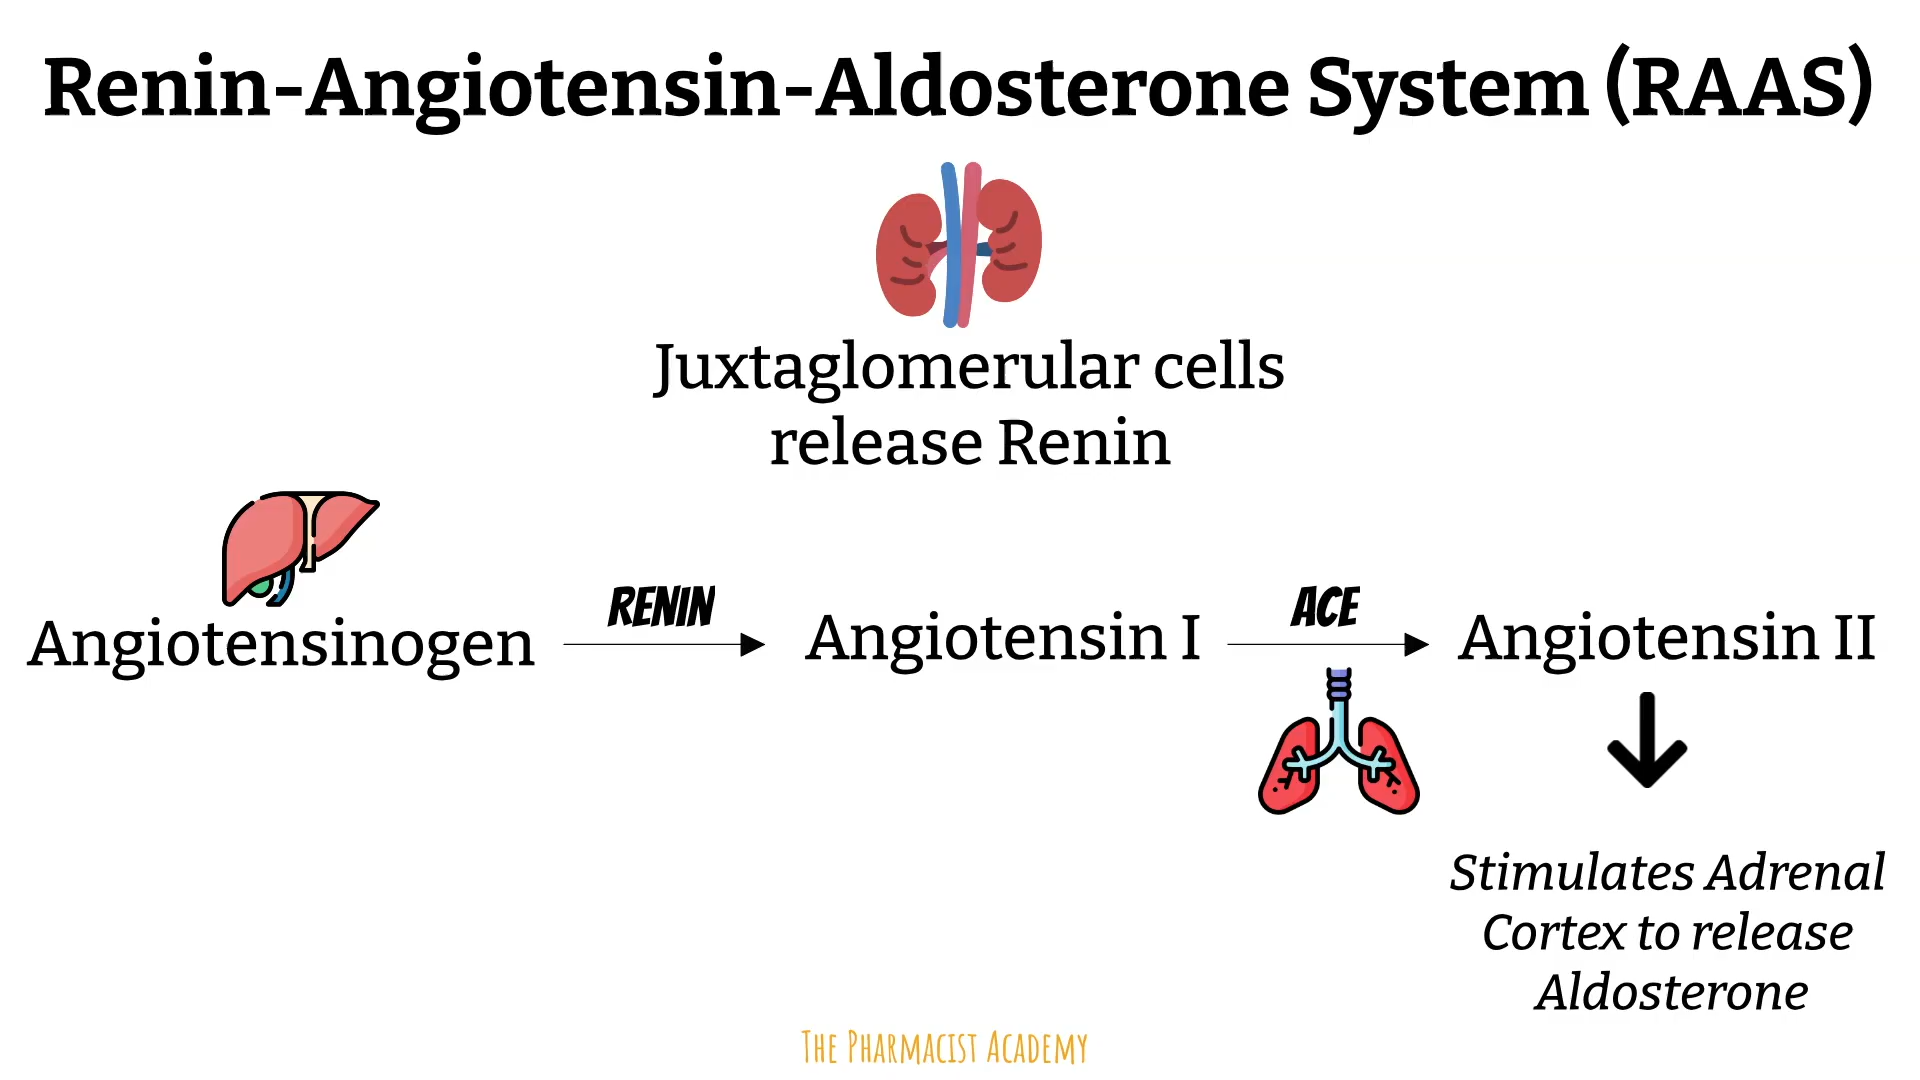 Renin-Angiotensin-Aldosterone System (RAAS)
Juxtaglomerular cells
release Renin
Angiotensinogen
RENIN
Angiotensin I
ACE
Angiotensin II
Stimulates Adrenal
Cortex to release
Aldosterone
The Pharmacist Academy